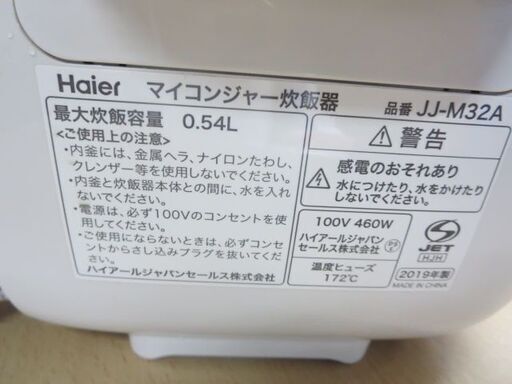 Haier マイコンジャー炊飯器 品番 JJ-M32A
最大炊飯容量 0.54L
<ご使用上の注意>
・内釜には、金属ヘラ、ナイロンたわし、
クレンザー等を使用しないでください。
・内釜と炊飯器本体との間に、水を入れ
ないでください。
・電源は、必ず100Vのコンセントを使
用してください。
・ご使用にならないときは、必ずコンセ
ントからさし込みプラグを抜いてくだ
さい。
ハイアールジャパンセールス株式会社
警告
感電のおそれあり
水につけたり、水をかけたり
しないでください
100V 460W
ハイアールジャパン
セールス株式会社
温度ヒューズ
172℃
PS
E
JET
HJH
2019年製
MADE IN CHINA